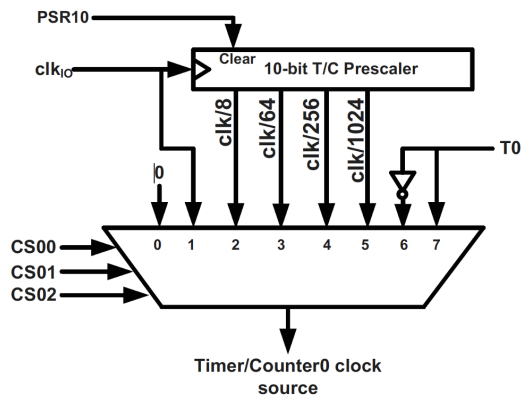 PSR10
Clear
clkIO
10-bit T/C Prescaler
clk/8
clk/64
clk/256
clk/1024
T0
0
0 1 2 3 4 5 6 7
CS00
CS01
CS02
Timer/Counter0 clock
source